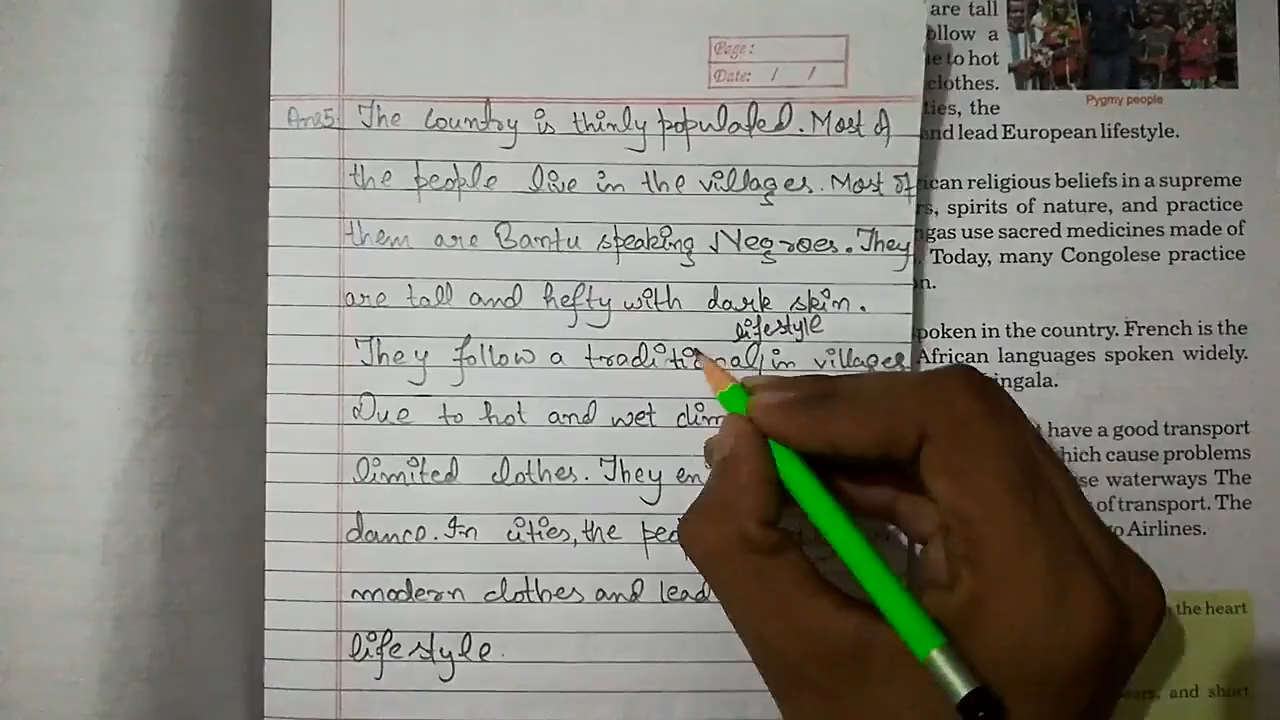 Page:
Date: / /
Ans5 The country is thinly populated. Most of
the people live in the villages. Most of
them are Bantu speaking Negroes. They
are tall and hefty with dark skin.
lifestyle
They follow a traditional in villages
Due to hot and wet
limited clothes. They
dance. In cities, the
modern clothes and lead
lifestyle.
are tall
follow a
to hot
clothes.
ties, the
Pygmy people
and lead European lifestyle.
ican religious beliefs in a supreme
rs, spirits of nature, and practice
gas use sacred medicines made of
. Today, many Congolese practice
n.
poken in the country. French is the
African languages spoken widely.
ingala.
have a good transport
hich cause problems
se waterways The
of transport. The
o Airlines.
the heart
ears, and short